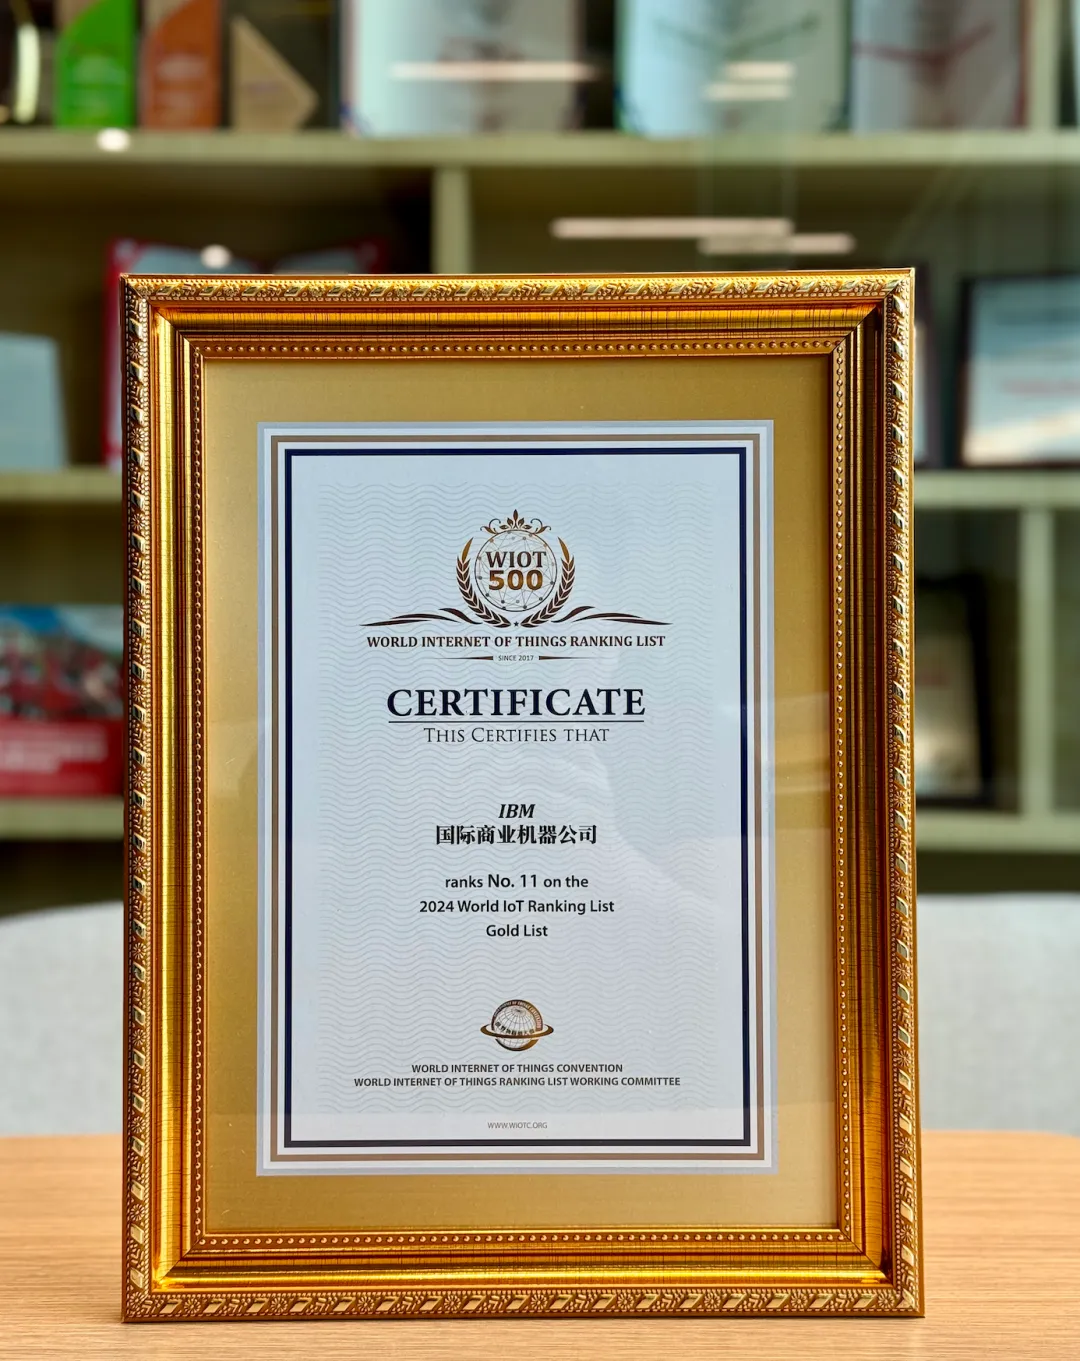 WIOT
500
WORLD INTERNET OF THINGS RANKING LIST
SINCE 2017
CERTIFICATE
THIS CERTIFIES THAT
IBM
国际商业机器公司
ranks No. 11 on the
2024 World IoT Ranking List
Gold List
WORLD INTERNET OF THINGS CONVENTION
WORLD INTERNET OF THINGS RANKING LIST WORKING COMMITTEE
WWW.WIOTC.ORG